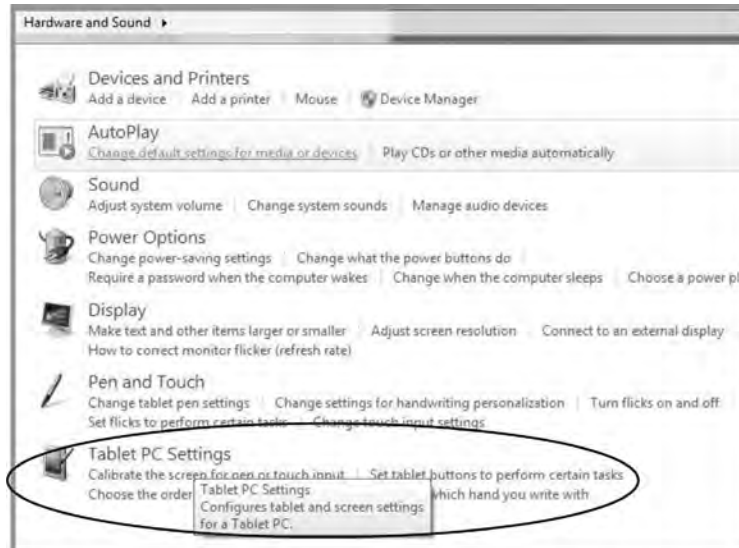 Hardware and Sound
Devices and Printers
Add a device Add a printer Mouse Device Manager
AutoPlay
Change default settings for media or devices Play CDs or other media automatically
Sound
Adjust system volume Change system sounds Manage audio devices
Power Options
Change power-saving settings Change what the power buttons do
Require a password when the computer wakes Change when the computer sleeps Choose a power pl
Display
Make text and other items larger or smaller Adjust screen resolution Connect to an external display
How to correct monitor flicker (refresh rate)
Pen and Touch
Change tablet pen settings Change settings for handwriting personalization Turn flicks on and off
Set flicks to perform certain tasks Change touch input settings
Tablet PC Settings
Calibrate the screen for pen or touch input Set tablet buttons to perform certain tasks
Choose the order which hand you write with
Tablet PC Settings
Configures tablet and screen settings
for a Tablet PC.